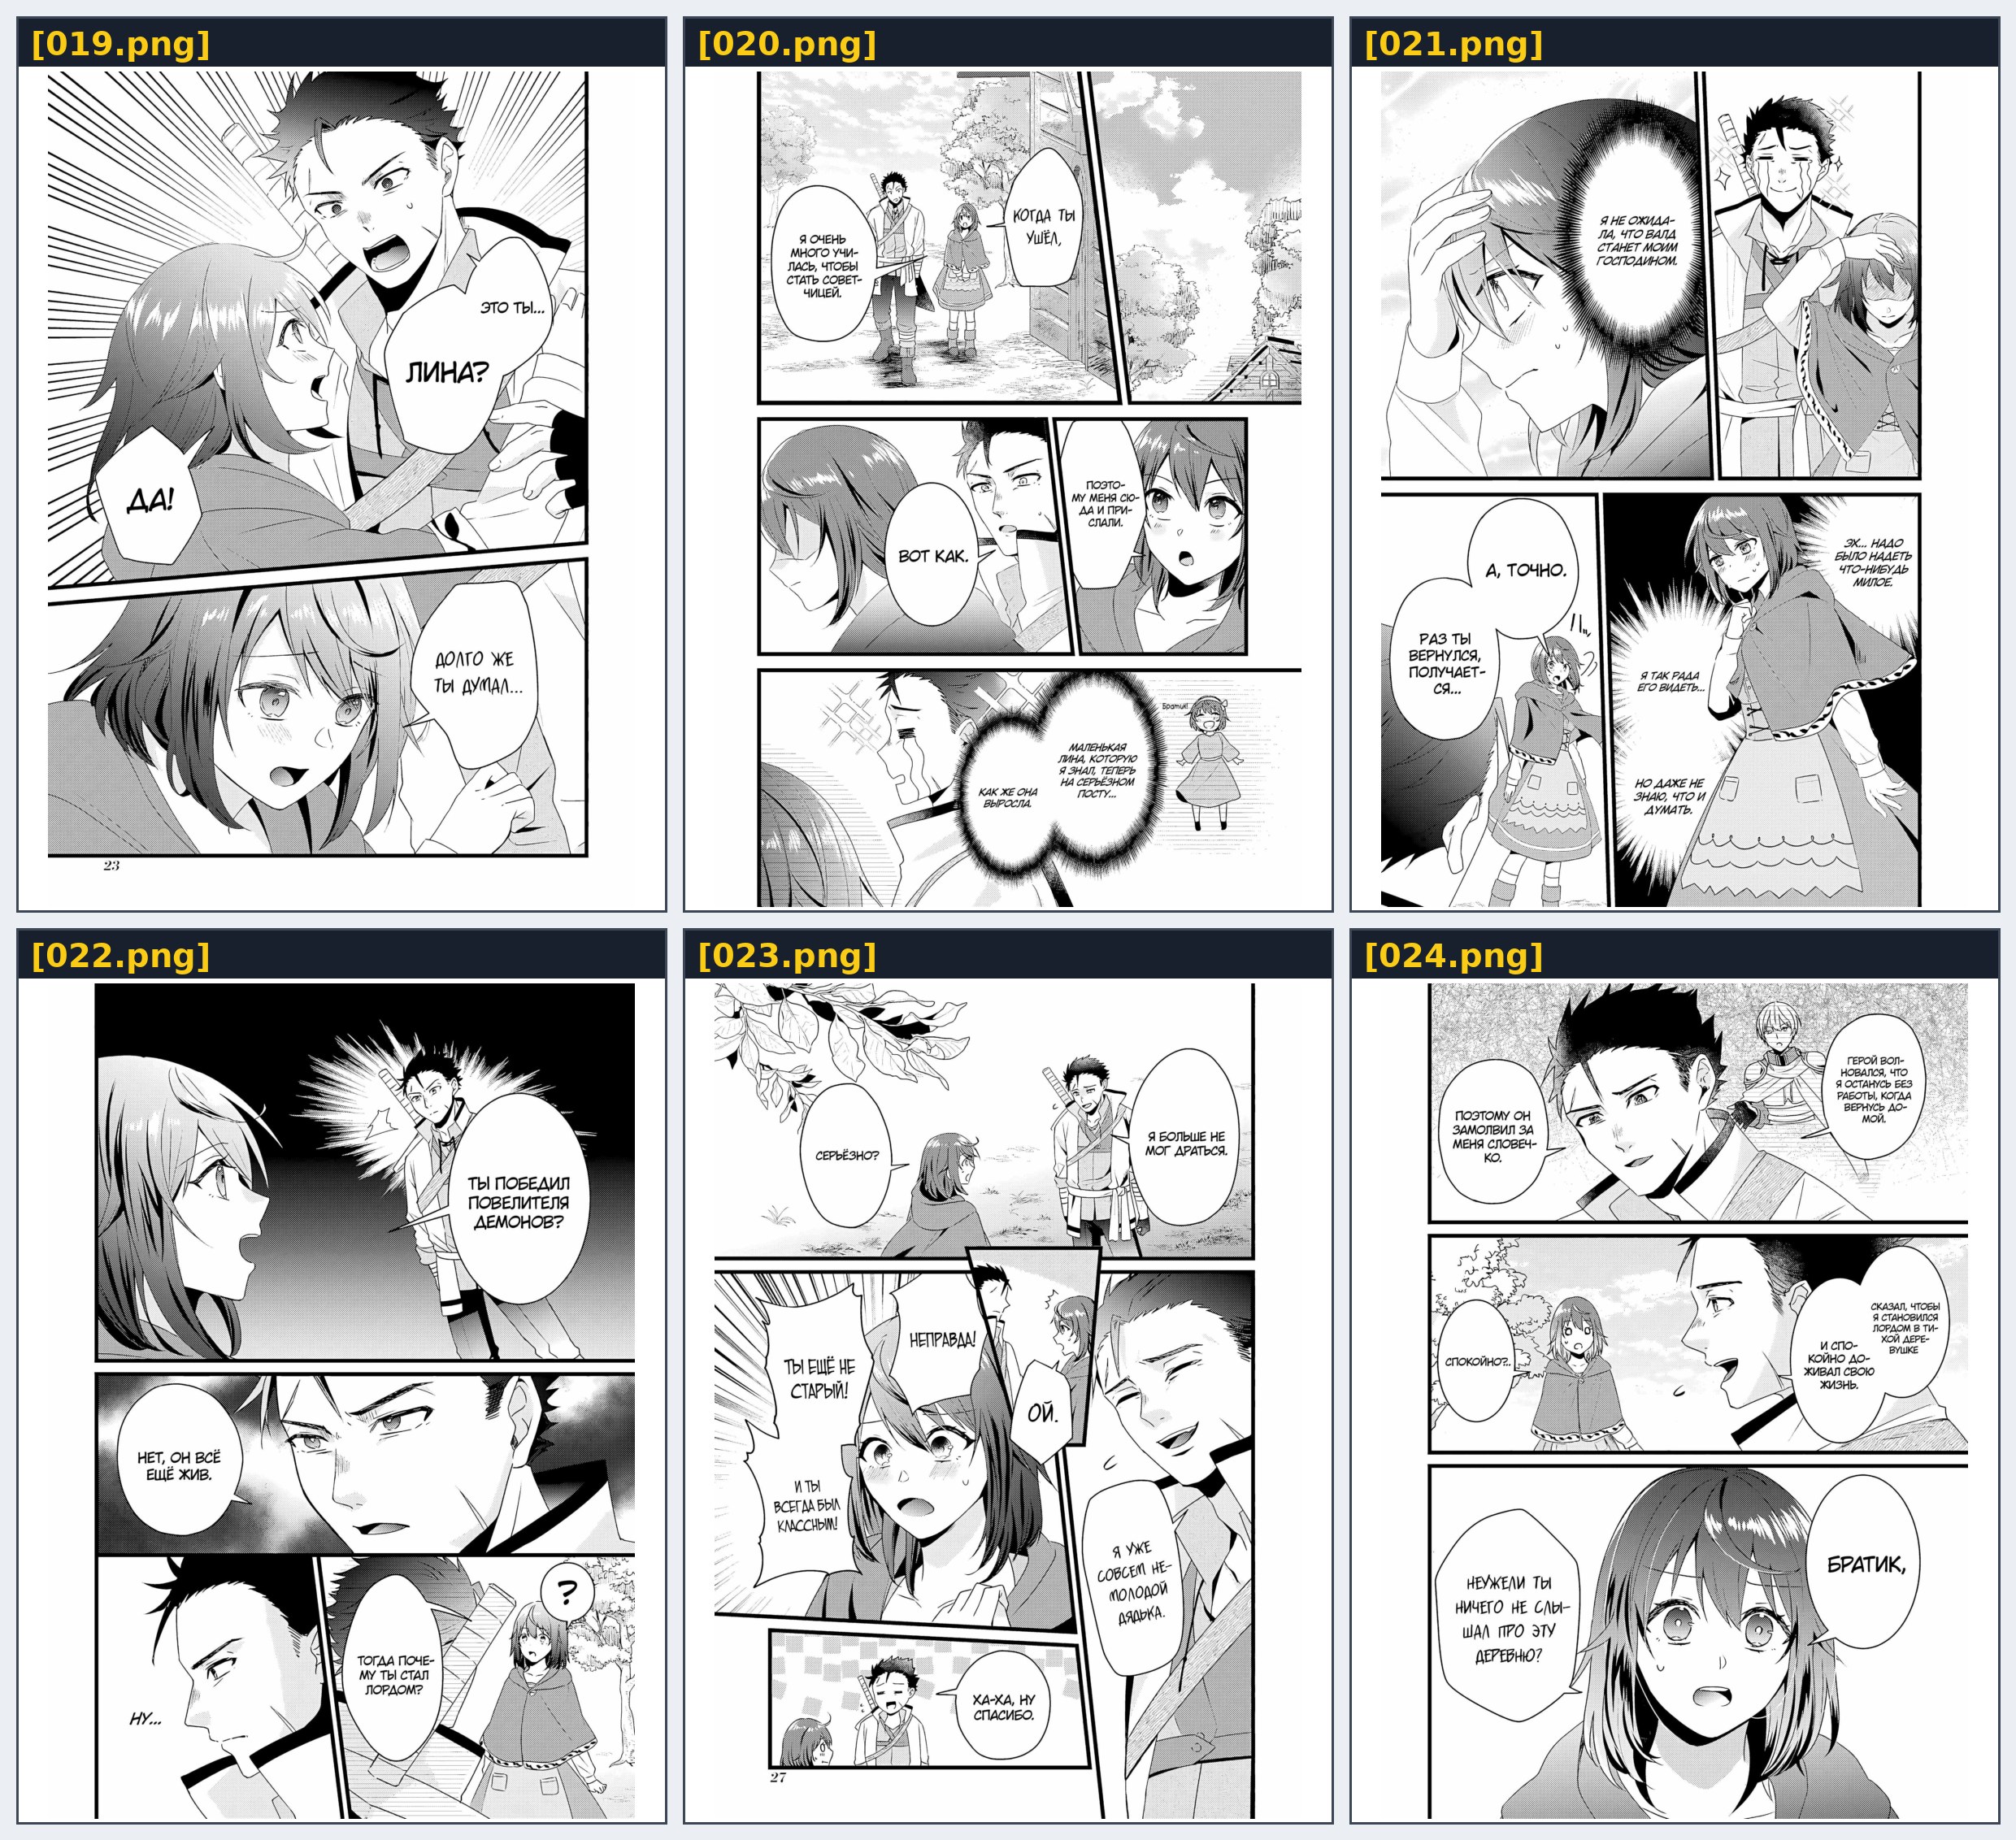 [019.png]
ЭТО ТЫ...
ЛИНА?
ДА!
ДОЛГО ЖЕ
ТЫ ДУМАЛ...
23
[020.png]
КОГДА ТЫ
УШЁЛ,
Я ОЧЕНЬ
МНОГО УЧИ-
ЛАСЬ, ЧТОБЫ
СТАТЬ СОВЕТ-
ЧИЦЕЙ.
ПОЭТО-
МУ МЕНЯ СЮ-
ДА И ПРИ-
СЛАЛИ.
ВОТ КАК.
Братик!
МАЛЕНЬКАЯ
ЛИНА, КОТОРУЮ
Я ЗНАЛ, ТЕПЕРЬ
НА СЕРЬЁЗНОМ
ПОСТУ...
КАК ЖЕ ОНА
ВЫРОСЛА.
[021.png]
Я НЕ ОЖИДА-
ЛА, ЧТО ВАЛД
СТАНЕТ МОИМ
ГОСПОДИНОМ.
ЭХ... НАДО
БЫЛО НАДЕТЬ
ЧТО-НИБУДЬ
МИЛОЕ.
Я ТАК РАДА
ЕГО ВИДЕТЬ...
НО ДАЖЕ НЕ
ЗНАЮ, ЧТО И
ДУМАТЬ.
А, ТОЧНО.
РАЗ ТЫ
ВЕРНУЛСЯ,
ПОЛУЧАЕТ-
СЯ...
[022.png]
ТЫ ПОБЕДИЛ
ПОВЕЛИТЕЛЯ
ДЕМОНОВ?
НЕТ, ОН ВСЁ
ЕЩЁ ЖИВ.
?
ТОГДА ПОЧЕ-
МУ ТЫ СТАЛ
ЛОРДОМ?
НУ...
[023.png]
Я БОЛЬШЕ НЕ
МОГ ДРАТЬСЯ.
СЕРЬЁЗНО?
Я УЖЕ
СОВСЕМ НЕ-
МОЛОДОЙ
ДЯДЬКА.
ОЙ.
НЕПРАВДА!
ТЫ ЕЩЁ НЕ
СТАРЫЙ!
И ТЫ
ВСЕГДА БЫЛ
КЛАССНЫМ!
ХА-ХА, НУ
СПАСИБО.
27
[024.png]
ГЕРОЙ ВОЛ-
НОВАЛСЯ, ЧТО
Я ОСТАНУСЬ БЕЗ
РАБОТЫ, КОГДА
ВЕРНУСЬ ДО-
МОЙ.
ПОЭТОМУ ОН
ЗАМОЛВИЛ ЗА
МЕНЯ СЛОВЕЧ-
КО.
СКАЗАЛ, ЧТОБЫ
Я СТАНОВИЛСЯ
ЛОРДОМ В ТИ-
ХОЙ ДЕРЕ-
ВУШКЕ
И СПО-
КОЙНО ДО-
ЖИВАЛ СВОЮ
ЖИЗНЬ.
СПОКОЙНО?..
БРАТИК,
НЕУЖЕЛИ ТЫ
НИЧЕГО НЕ СЛЫ-
ШАЛ ПРО ЭТУ
ДЕРЕВНЮ?